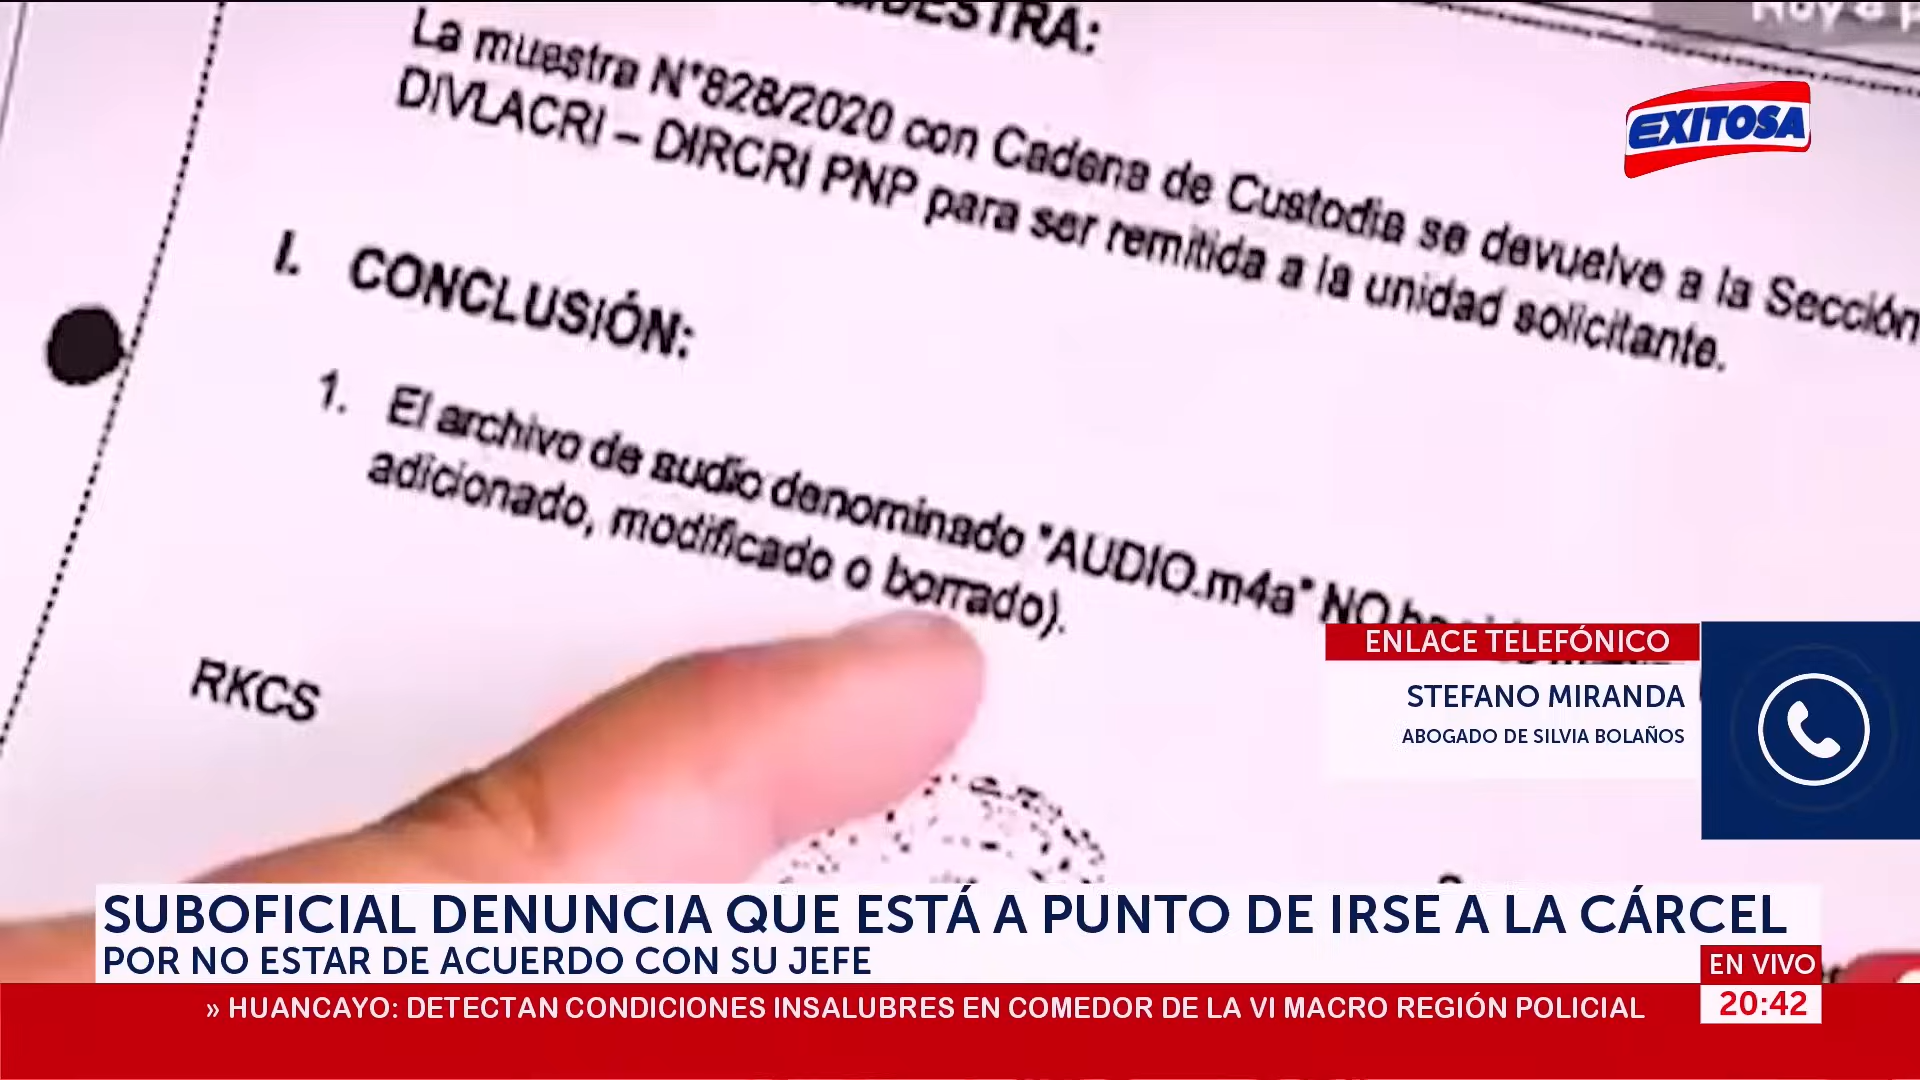 MUESTRA:
La muestra N°828/2020 con Cadena de Custodia se devuelve a la Sección
DIVLACRI – DIRCRI PNP para ser remitida a la unidad solicitante.
I. CONCLUSIÓN:
1. El archivo de audio denominado "AUDIO.m4a" NO
adicionado, modificado o borrado).
RKCS
EXITOSA
ENLACE TELEFÓNICO
STEFANO MIRANDA
ABOGADO DE SILVIA BOLAÑOS
SUBOFICIAL DENUNCIA QUE ESTÁ A PUNTO DE IRSE A LA CÁRCEL
POR NO ESTAR DE ACUERDO CON SU JEFE
EN VIVO
» HUANCAYO: DETECTAN CONDICIONES INSALUBRES EN COMEDOR DE LA VI MACRO REGIÓN POLICIAL
20:42